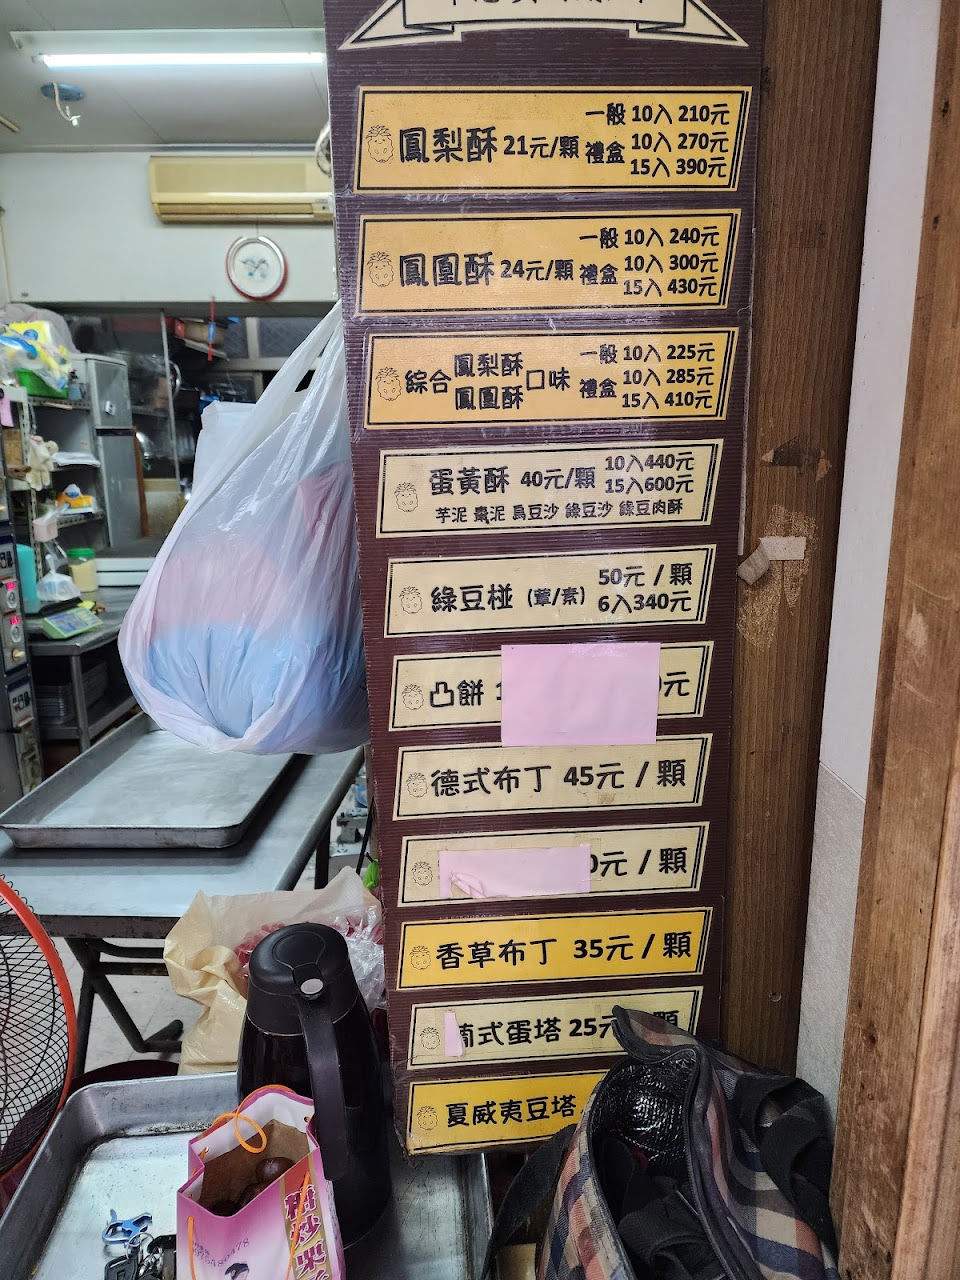 鳳梨酥 21元/顆
一般 10入 210元
禮盒 10入 270元
15入 390元
鳳凰酥 24元/顆
一般 10入 240元
禮盒 10入 300元
15入 430元
綜合 鳳梨酥 鳳凰酥 口味
一般 10入 225元
禮盒 10入 285元
15入 410元
蛋黃酥 40元/顆
10入440元
15入600元
芋泥 棗泥 烏豆沙 綠豆沙 綠豆肉酥
綠豆椪 (葷/素)
50元 / 顆
6入340元
凸餅 元
德式布丁 45元 / 顆
元 / 顆
香草布丁 35元 / 顆
式蛋塔 25元 顆
夏威夷豆塔
糖炒栗